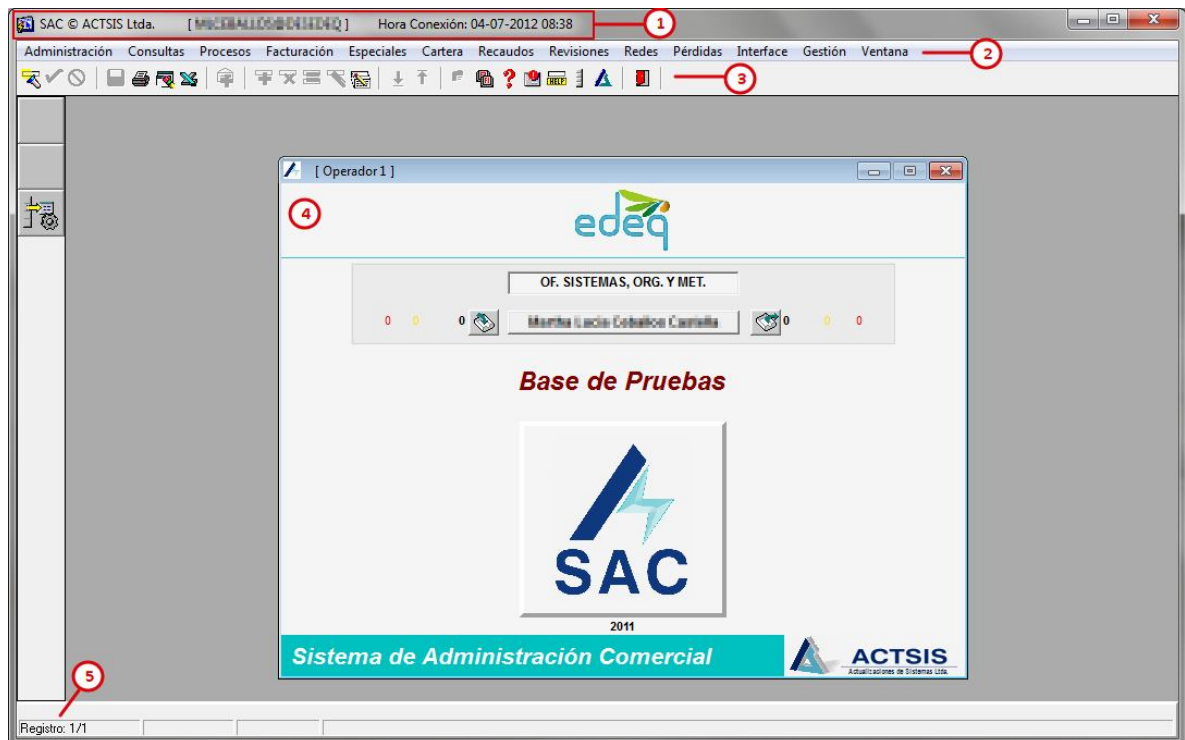 SAC © ACTSIS Ltda. [ ] Hora Conexión: 04-07-2012 08:38
1
Administración Consultas Procesos Facturación Especiales Cartera Recaudos Revisiones Redes Pérdidas Interface Gestión Ventana
2
HELP
3
[ Operador1 ]
4
edeq
OF. SISTEMAS, ORG. Y MET.
0 0 0 0 0 0
Base de Pruebas
SAC
2011
Sistema de Administración Comercial
ACTSIS
Actualizaciones de Sistemas Ltda.
5
Registro: 1/1